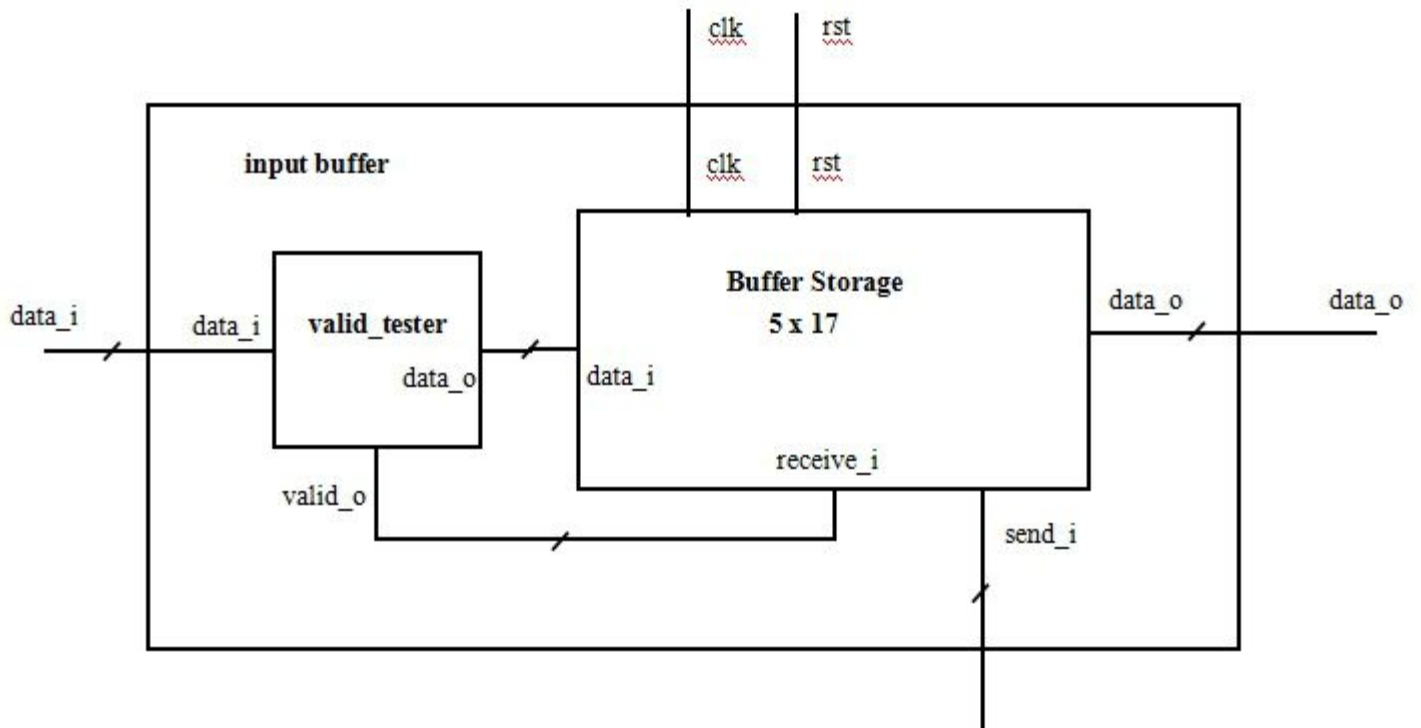 clk
rst
input buffer
clk
rst
Buffer Storage
5 x 17
data_i
data_i
valid_tester
data_o
data_o
data_o
data_i
receive_i
valid_o
send_i